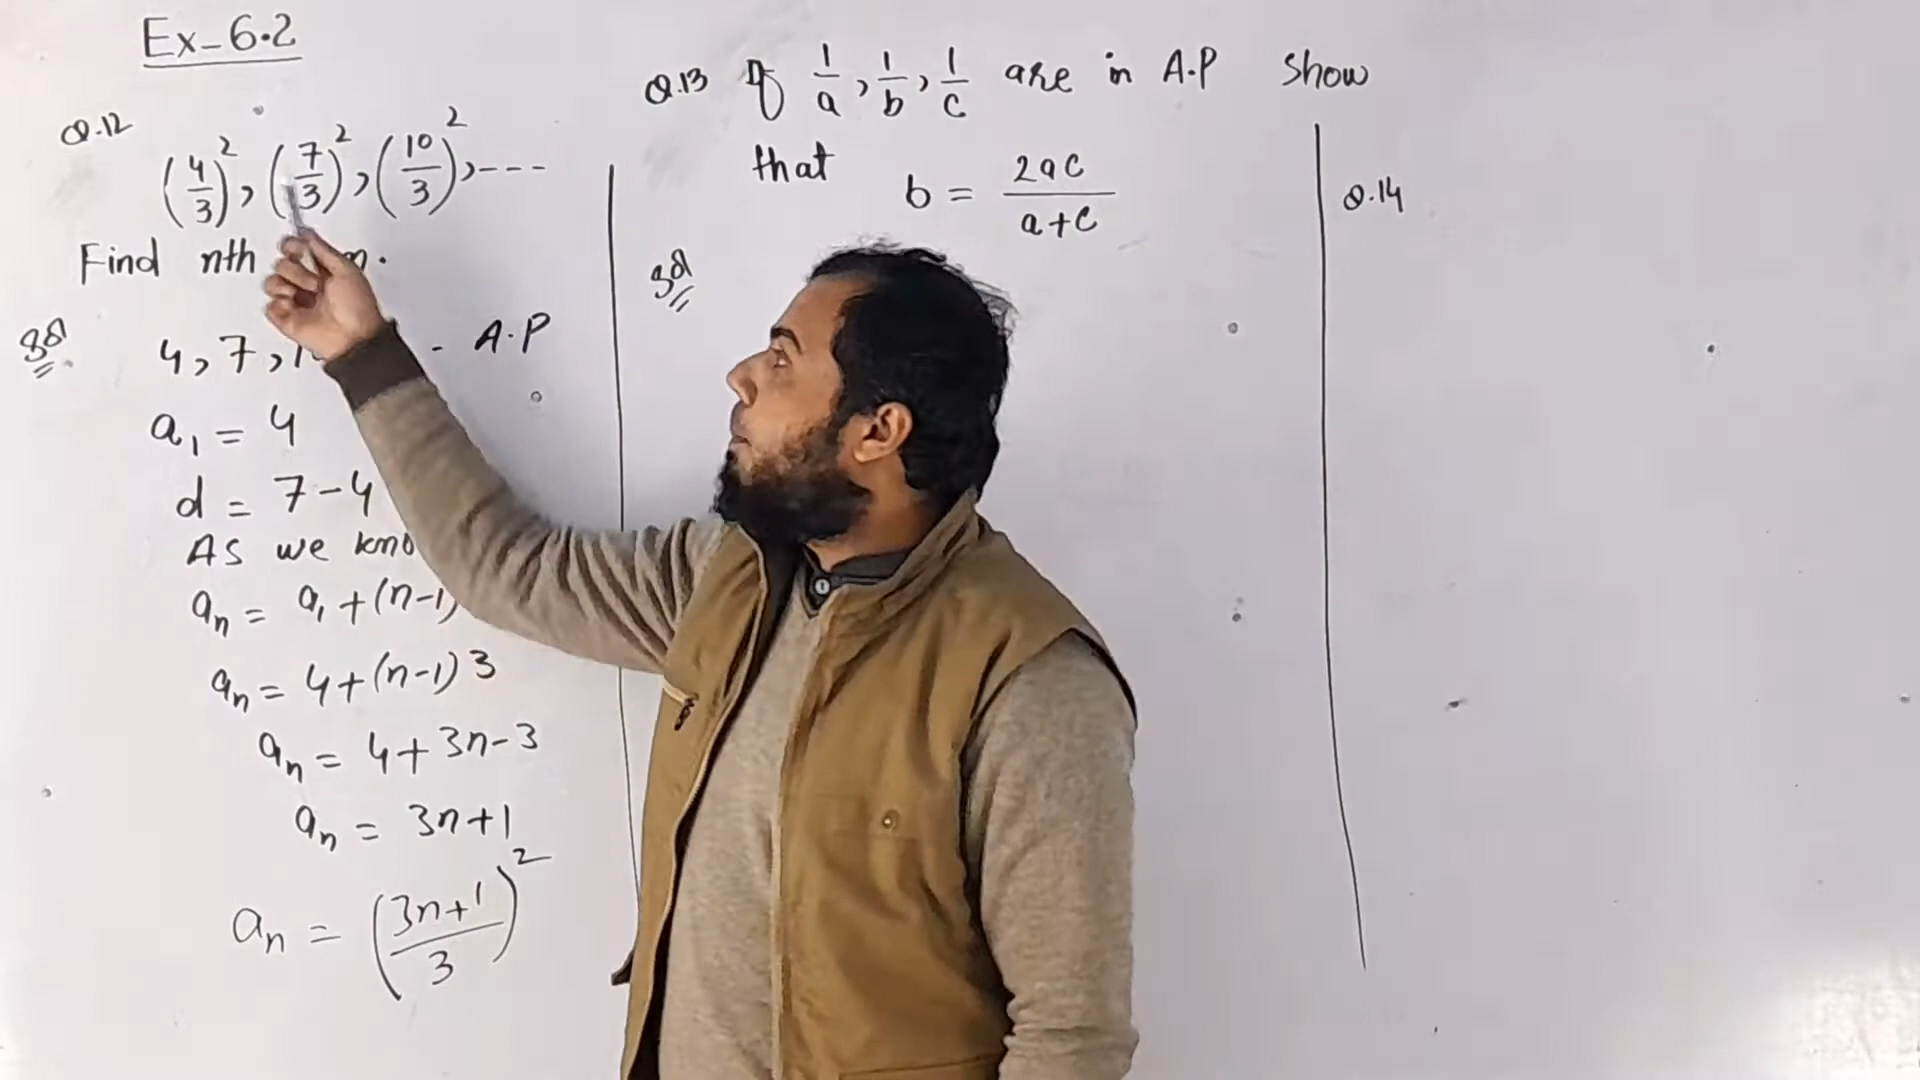 Ex-6.2
Q.12
(4/3)², (7/3)², (10/3)², ---
Find nth
Sol
4, 7, - A.P
a₁ = 4
d = 7-4
As we kno
aₙ = a₁+(n-1)
aₙ = 4+(n-1)3
aₙ = 4+3n-3
aₙ = 3n+1
aₙ = ((3n+1)/3)²
Q.13 If 1/a, 1/b, 1/c are in A.P Show
that b = 2ac/(a+c)
Sol
Q.14